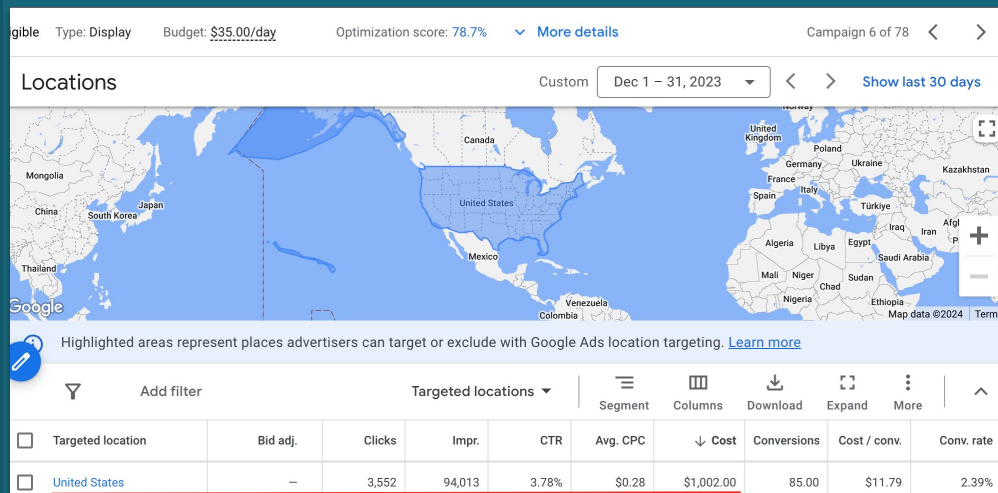 igible Type: Display Budget: $35.00/day Optimization score: 78.7% More details Campaign 6 of 78
Locations Custom Dec 1 – 31, 2023 Show last 30 days
Norway
Canada
United Kingdom
Poland
Mongolia
Germany Ukraine
Kazakhstan
France
Italy
Spain
United States
Japan
China
South Korea
Türkiye
Iraq Iran Afgl
P
Algeria Libya Egypt
Mexico
Saudi Arabia
Thailand
Mali Niger
Sudan
Chad
Nigeria
Ethiopia
Venezuela
Colombia
Google
Map data ©2024 Term
Highlighted areas represent places advertisers can target or exclude with Google Ads location targeting. Learn more
Add filter Targeted locations Segment Columns Download Expand More
Targeted location Bid adj. Clicks Impr. CTR Avg. CPC Cost Conversions Cost / conv. Conv. rate
United States — 3,552 94,013 3.78% $0.28 $1,002.00 85.00 $11.79 2.39%